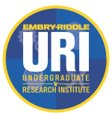 EMBRY-RIDDLE
URI
UNDERGRADUATE
RESEARCH INSTITUTE